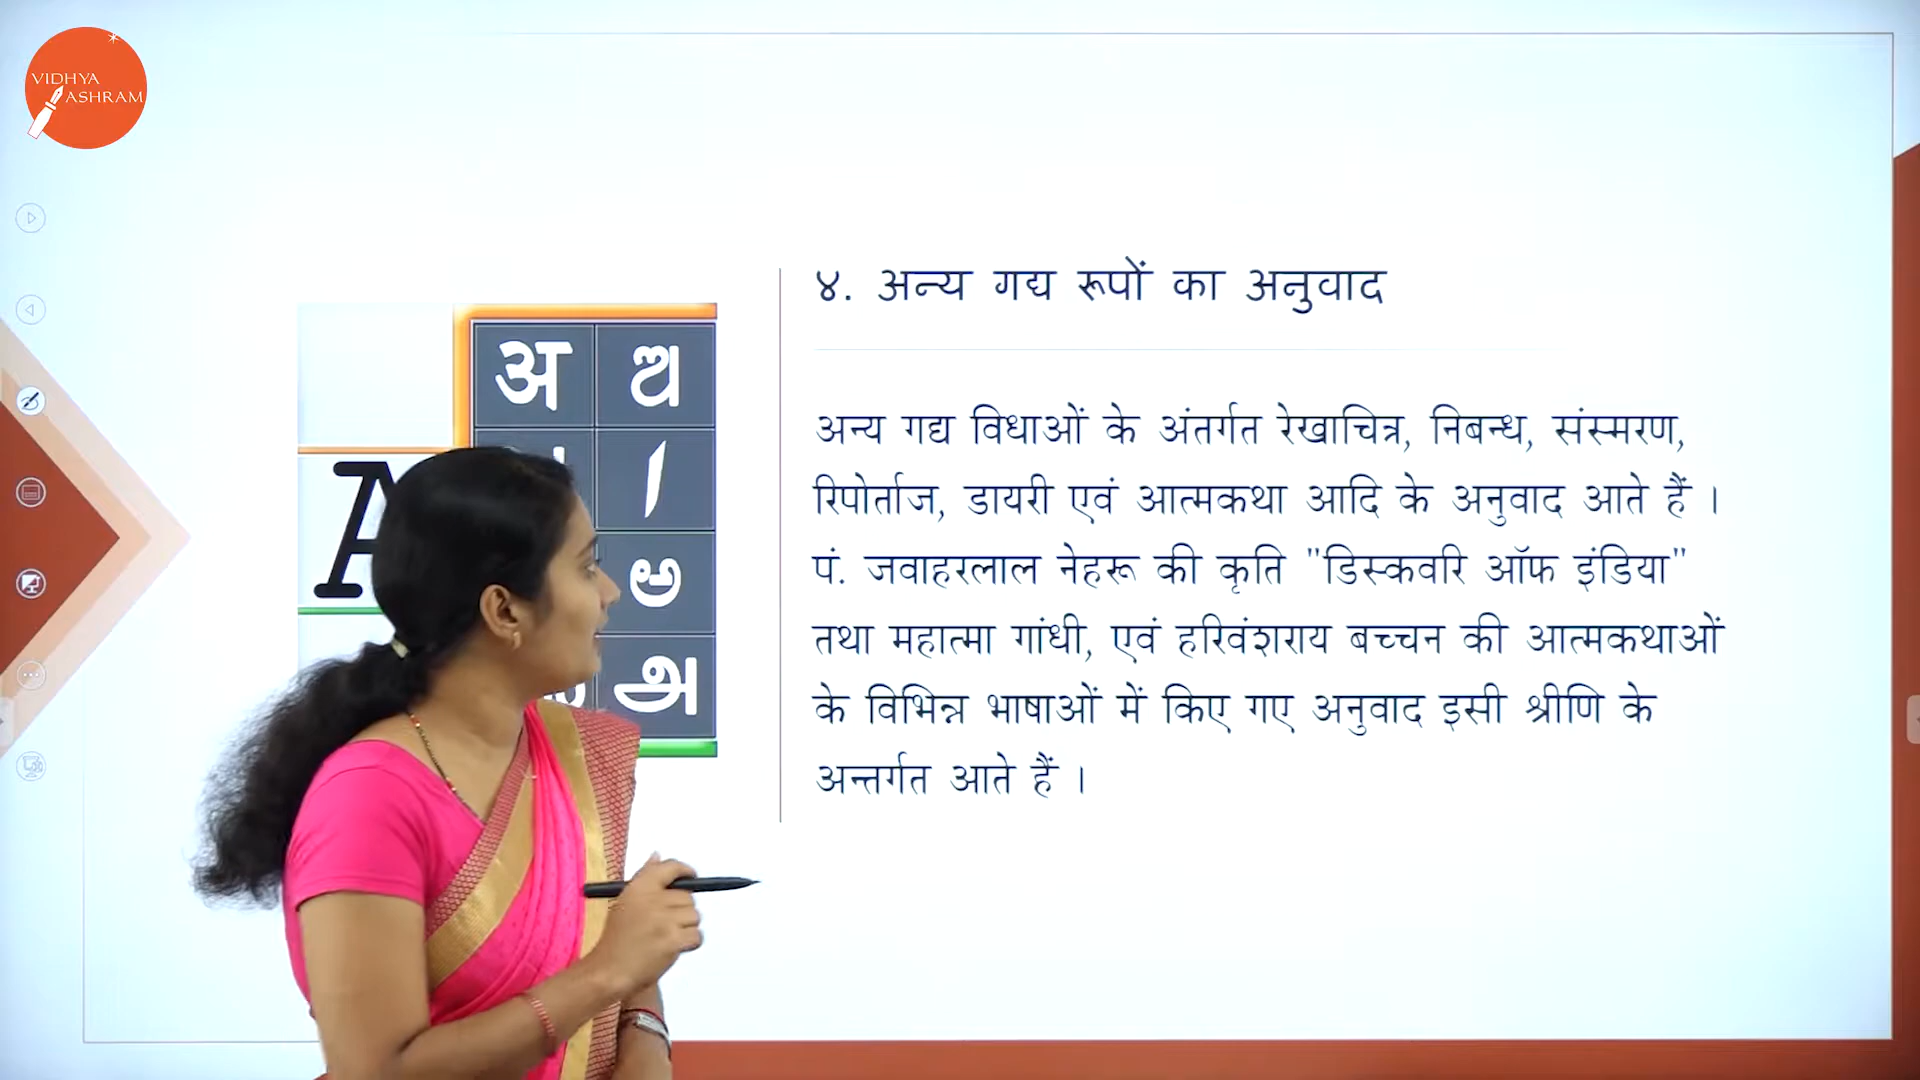 VIDHYA
ASHRAM
४. अन्य गद्य रूपों का अनुवाद
अ
A
அ
अन्य गद्य विधाओं के अंतर्गत रेखाचित्र, निबन्ध, संस्मरण,
रिपोर्ताज, डायरी एवं आत्मकथा आदि के अनुवाद आते हैं ।
पं. जवाहरलाल नेहरू की कृति "डिस्कवरि ऑफ इंडिया"
तथा महात्मा गांधी, एवं हरिवंशराय बच्चन की आत्मकथाओं
के विभिन्न भाषाओं में किए गए अनुवाद इसी श्रीणि के
अन्तर्गत आते हैं ।